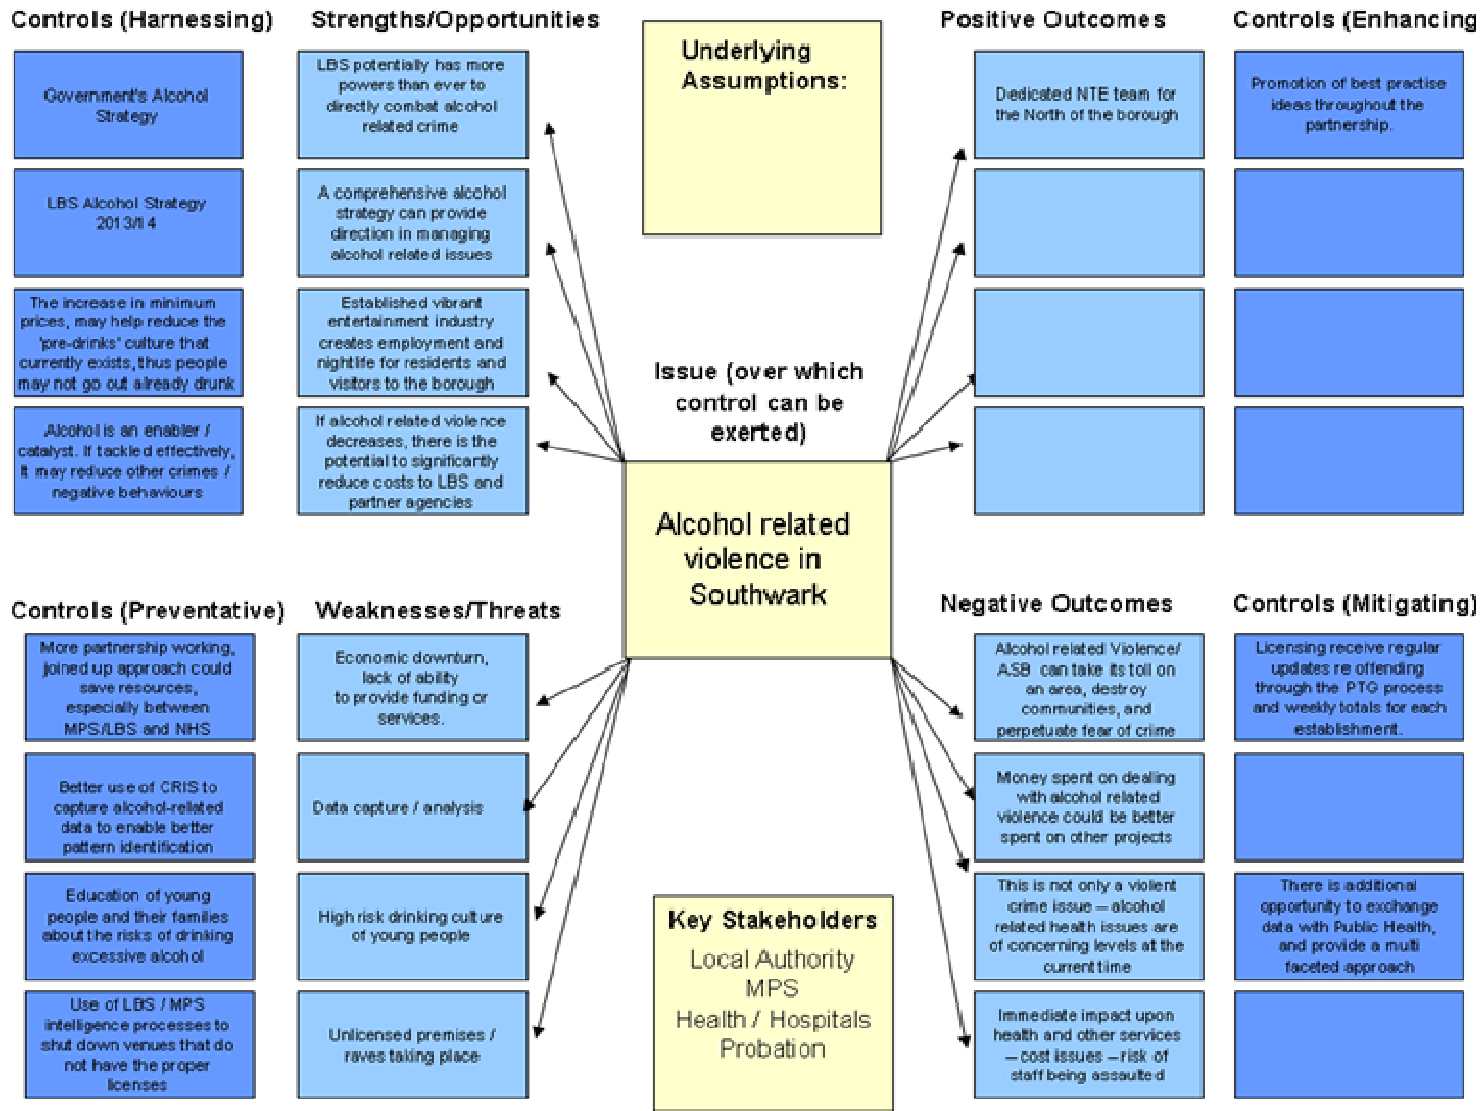 Controls (Harnessing)
Strengths/Opportunities
Underlying
Assumptions:
Positive Outcomes
Controls (Enhancing
Government's Alcohol
Strategy
LBS potentially has more
powers than ever to
directly combat alcohol
related crime
Dedicated NTE team for
the North of the borough
Promotion of best practise
ideas throughout the
partnership.
LBS Alcohol Strategy
2013/14
A comprehensive alcohol
strategy can provide
direction in managing
alcohol related issues
The increase in minimum
prices, may help reduce the
'pre-drinks' culture that
currently exists, thus people
may not go out already drunk
Established vibrant
entertainment industry
creates employment and
nightlife for residents and
visitors to the borough
Alcohol is an enabler /
catalyst. If tackled effectively,
it may reduce other crimes /
negative behaviours
If alcohol related violence
decreases, there is the
potential to significantly
reduce costs to LBS and
partner agencies
Issue (over which
control can be
exerted)
Alcohol related
violence in
Southwark
Controls (Preventative)
Weaknesses/Threats
Negative Outcomes
Controls (Mitigating)
More partnership working,
joined up approach could
save resources,
especially between
MPS/LBS and NHS
Economic downturn,
lack of ability
to provide funding or
services.
Alcohol related Violence/
ASB can take its toll on
an area, destroy
communities, and
perpetuate fear of crime
Licensing receive regular
updates re offending
through the PTG process
and weekly totals for each
establishment.
Better use of CRIS to
capture alcohol-related
data to enable better
pattern identification
Data capture / analysis
Money spent on dealing
with alcohol related
violence could be better
spent on other projects
Education of young
people and their families
about the risks of drinking
excessive alcohol
High risk drinking culture
of young people
This is not only a violent
crime issue – alcohol
related health issues are
of concerning levels at the
current time
There is additional
opportunity to exchange
data with Public Health,
and provide a multi
faceted approach
Use of LBS / MPS
intelligence processes to
shut down venues that do
not have the proper
licenses
Unlicensed premises /
raves taking place
Immediate impact upon
health and other services
– cost issues – risk of
staff being assaulted
Key Stakeholders
Local Authority
MPS
Health / Hospitals
Probation